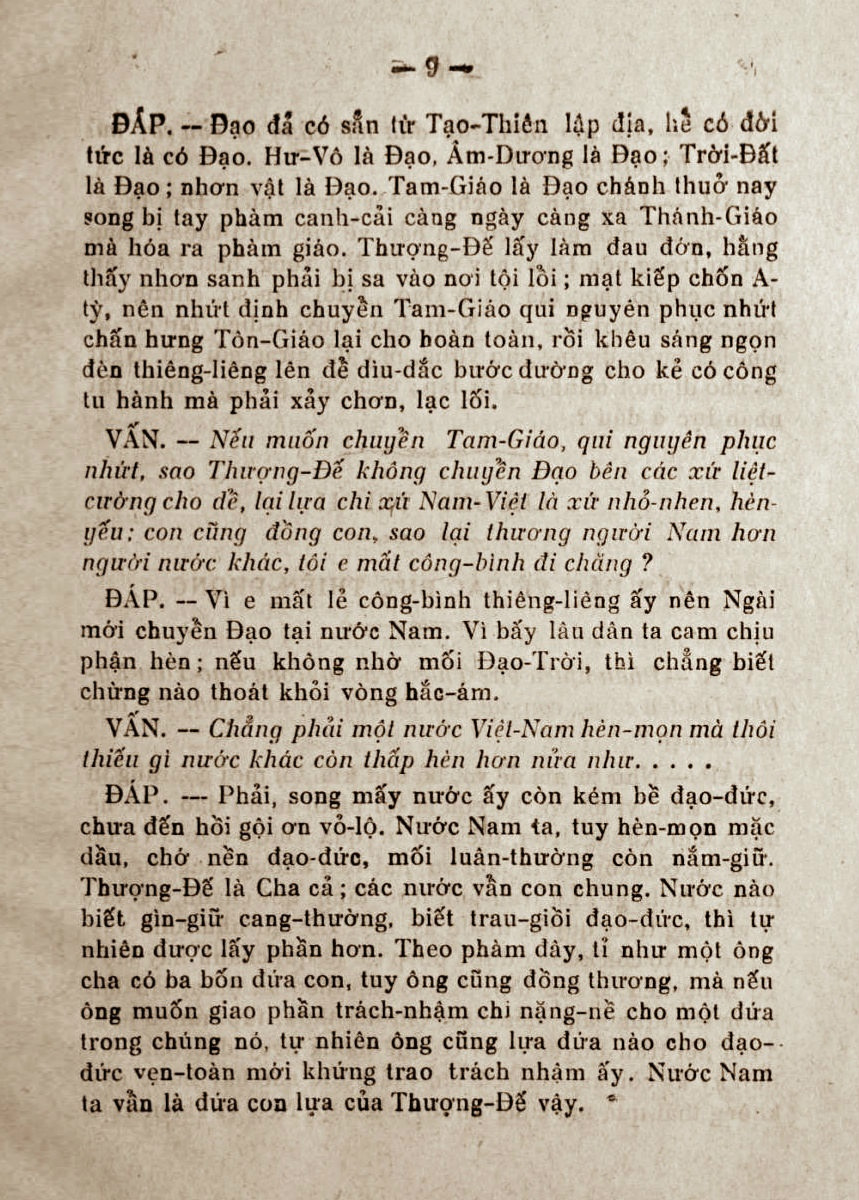 — 9 —
ĐÁP. — Đạo đã có sẵn từ Tạo-Thiên lập địa, hễ có đời
tức là có Đạo. Hư-Vô là Đạo, Âm-Dương là Đạo; Trời-Đất
là Đạo; nhơn vật là Đạo. Tam-Giáo là Đạo chánh thuở nay
song bị tay phàm canh-cải càng ngày càng xa Thánh-Giáo
mà hóa ra phàm giáo. Thượng-Đế lấy làm đau đớn, hằng
thấy nhơn sanh phải bị sa vào nơi tội lồi; mạt kiếp chốn A-
tỳ, nên nhứt định chuyển Tam-Giáo qui nguyên phục nhứt
chấn hưng Tôn-Giáo lại cho hoàn toàn, rồi khêu sáng ngọn
đèn thiêng-liêng lên để dìu-dắc bước đường cho kẻ có công
tu hành mà phải xảy chơn, lạc lối.
VẤN. — Nếu muốn chuyển Tam-Giáo, qui nguyên phục
nhứt, sao Thượng-Đế không chuyển Đạo bên các xứ liệt-
cường cho dễ, lại lựa chi xứ Nam-Việt là xứ nhỏ-nhen, hèn-
yếu; con cũng đồng con, sao lại thương người Nam hơn
người nước khác, tôi e mất công-bình đi chăng ?
ĐÁP. — Vì e mất lẻ công-bình thiêng-liêng ấy nên Ngài
mới chuyển Đạo tại nước Nam. Vì bấy lâu dân ta cam chịu
phận hèn; nếu không nhờ mối Đạo-Trời, thì chẳng biết
chừng nào thoát khỏi vòng hắc-ám.
VẤN. — Chẳng phải một nước Việt-Nam hèn-mọn mà thôi
thiếu gì nước khác còn thấp hèn hơn nửa như. . . . .
ĐÁP. — Phải, song mấy nước ấy còn kém bề đạo-đức,
chưa đến hồi gội ơn vỏ-lộ. Nước Nam ta, tuy hèn-mọn mặc
dầu, chớ nền đạo-đức, mối luân-thường còn nắm-giữ.
Thượng-Đế là Cha cả; các nước vẫn con chung. Nước nào
biết gìn-giữ cang-thường, biết trau-giồi đạo-đức, thì tự
nhiên được lấy phần hơn. Theo phàm đây, tỉ như một ông
cha có ba bốn đứa con, tuy ông cũng đồng thương, mà nếu
ông muốn giao phần trách-nhậm chi nặng-nề cho một đứa
trong chúng nó, tự nhiên ông cũng lựa đứa nào cho đạo-
đức vẹn-toàn mới khứng trao trách nhậm ấy. Nước Nam
ta vẫn là đứa con lựa của Thượng-Đế vậy.